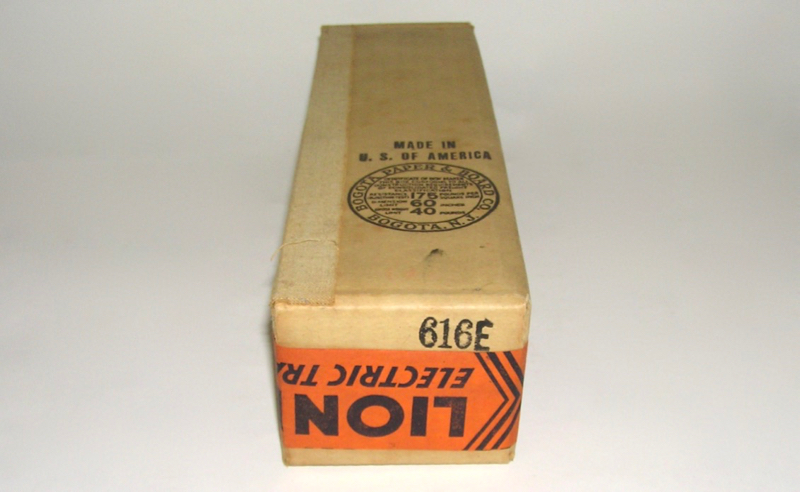 MADE IN
U. S. OF AMERICA
BOGOTA PAPER & BOARD CO.
175
60
40
BOGOTA, N. J.
616E
ELECTRIC TR
LION